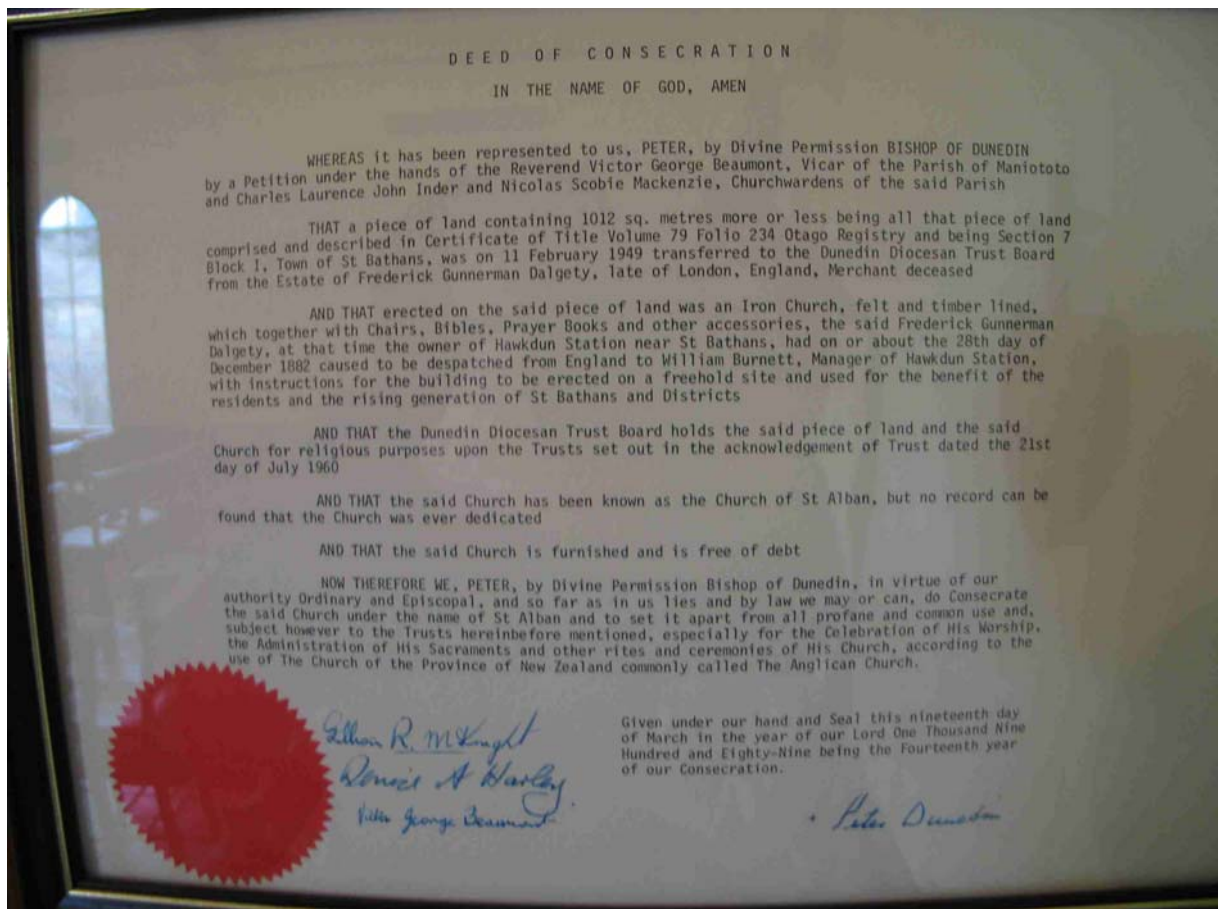 DEED OF CONSECRATION
IN THE NAME OF GOD, AMEN
WHEREAS it has been represented to us, PETER, by Divine Permission BISHOP OF DUNEDIN
by a Petition under the hands of the Reverend Victor George Beaumont, Vicar of the Parish of Maniototo
and Charles Laurence John Inder and Nicolas Scobie Mackenzie, Churchwardens of the said Parish
THAT a piece of land containing 1012 sq. metres more or less being all that piece of land
comprised and described in Certificate of Title Volume 79 Folio 234 Otago Registry and being Section 7
Block I, Town of St Bathans, was on 11 February 1949 transferred to the Dunedin Diocesan Trust Board
from the Estate of Frederick Gunnerman Dalgety, late of London, England, Merchant deceased
AND THAT erected on the said piece of land was an Iron Church, felt and timber lined,
which together with Chairs, Bibles, Prayer Books and other accessories, the said Frederick Gunnerman
Dalgety, at that time the owner of Hawkdun Station near St Bathans, had on or about the 28th day of
December 1882 caused to be despatched from England to William Burnett, Manager of Hawkdun Station,
with instructions for the building to be erected on a freehold site and used for the benefit of the
residents and the rising generation of St Bathans and Districts
AND THAT the Dunedin Diocesan Trust Board holds the said piece of land and the said
Church for religious purposes upon the Trusts set out in the acknowledgement of Trust dated the 21st
day of July 1960
AND THAT the said Church has been known as the Church of St Alban, but no record can be
found that the Church was ever dedicated
AND THAT the said Church is furnished and is free of debt
NOW THEREFORE WE, PETER, by Divine Permission Bishop of Dunedin, in virtue of our
authority Ordinary and Episcopal, and so far as in us lies and by law we may or can, do Consecrate
the said Church under the name of St Alban and to set it apart from all profane and common use and,
subject however to the Trusts hereinbefore mentioned, especially for the Celebration of His Worship,
the Administration of His Sacraments and other rites and ceremonies of His Church, according to the
use of The Church of the Province of New Zealand commonly called The Anglican Church.
Given under our hand and Seal this nineteenth day
of March in the year of our Lord One Thousand Nine
Hundred and Eighty-Nine being the Fourteenth year
of our Consecration.
R. McKnight
Denise A Harley
George Beaumont
Peter Dunedin